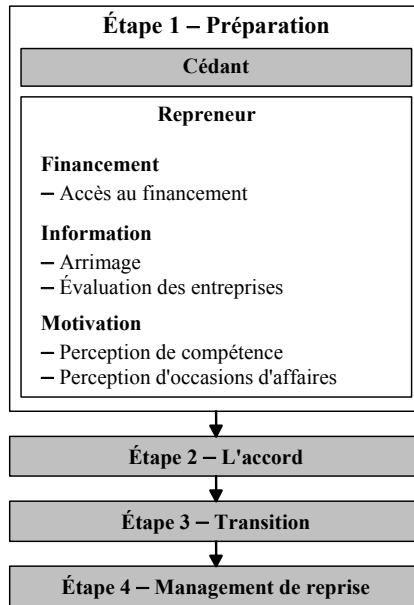 Étape 1 – Préparation
Cédant
Repreneur
Financement
– Accès au financement
Information
– Arrimage
– Évaluation des entreprises
Motivation
– Perception de compétence
– Perception d'occasions d'affaires
Étape 2 – L'accord
Étape 3 – Transition
Étape 4 – Management de reprise